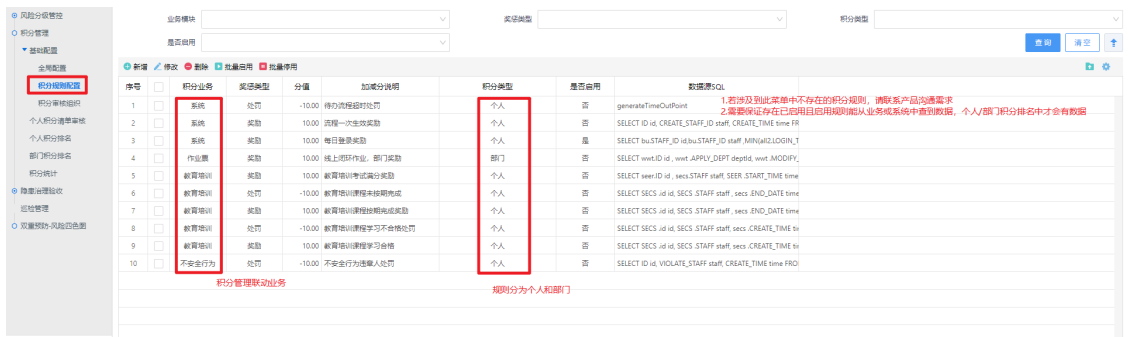 风险分级管控
积分管理
基础配置
全局配置
积分规则配置
积分审核组织
个人积分清单审核
个人积分排名
部门积分排名
积分统计
隐患治理验收
巡检管理
双重预防-风险四色图
业务模块 奖惩类型 积分类型
是否启用
查询 清空
新增 修改 删除 批量启用 批量停用
序号 积分业务 奖惩类型 分值 加减分说明 积分类型 是否启用 数据源SQL
1 系统 处罚 -10.00 待办流程超时处罚 个人 否 generateTimeOutPoint
2 系统 奖励 10.00 流程一次生效奖励 个人 否 SELECT ID id, CREATE_STAFF_ID staff, CREATE_TIME time FR
3 系统 奖励 10.00 每日登录奖励 个人 是 SELECT bu.STAFF_ID id,bu.STAFF_ID staff ,MIN(all2.LOGIN_T
4 作业票 奖励 10.00 线上闭环作业，部门奖励 部门 否 SELECT wwt.ID id , wwt .APPLY_DEPT deptId, wwt .MODIFY_
5 教育培训 奖励 10.00 教育培训考试满分奖励 个人 否 SELECT seer.ID id , secs.STAFF staff, SEER .START_TIME time
6 教育培训 处罚 -10.00 教育培训课程未按期完成 个人 否 SELECT SECS .id id, SECS .STAFF staff , secs .END_DATE time
7 教育培训 奖励 10.00 教育培训课程按期完成奖励 个人 否 SELECT SECS .id id, SECS .STAFF staff , secs .END_DATE time
8 教育培训 处罚 -10.00 教育培训课程学习不合格处罚 个人 否 SELECT SECS .id id, SECS .STAFF staff, secs .CREATE_TIME ti
9 教育培训 奖励 10.00 教育培训课程学习合格 个人 否 SELECT SECS .id id, SECS .STAFF staff, secs .CREATE_TIME ti
10 不安全行为 处罚 -10.00 不安全行为违章人处罚 个人 否 SELECT ID id, VIOLATE_STAFF staff, CREATE_TIME time FRO
1.若涉及到此菜单中不存在的积分规则，请联系产品沟通需求
2.需要保证存在已启用且启用规则能从业务或系统中查到数据，个人/部门积分排名中才会有数据
积分管理联动业务
规则分为个人和部门